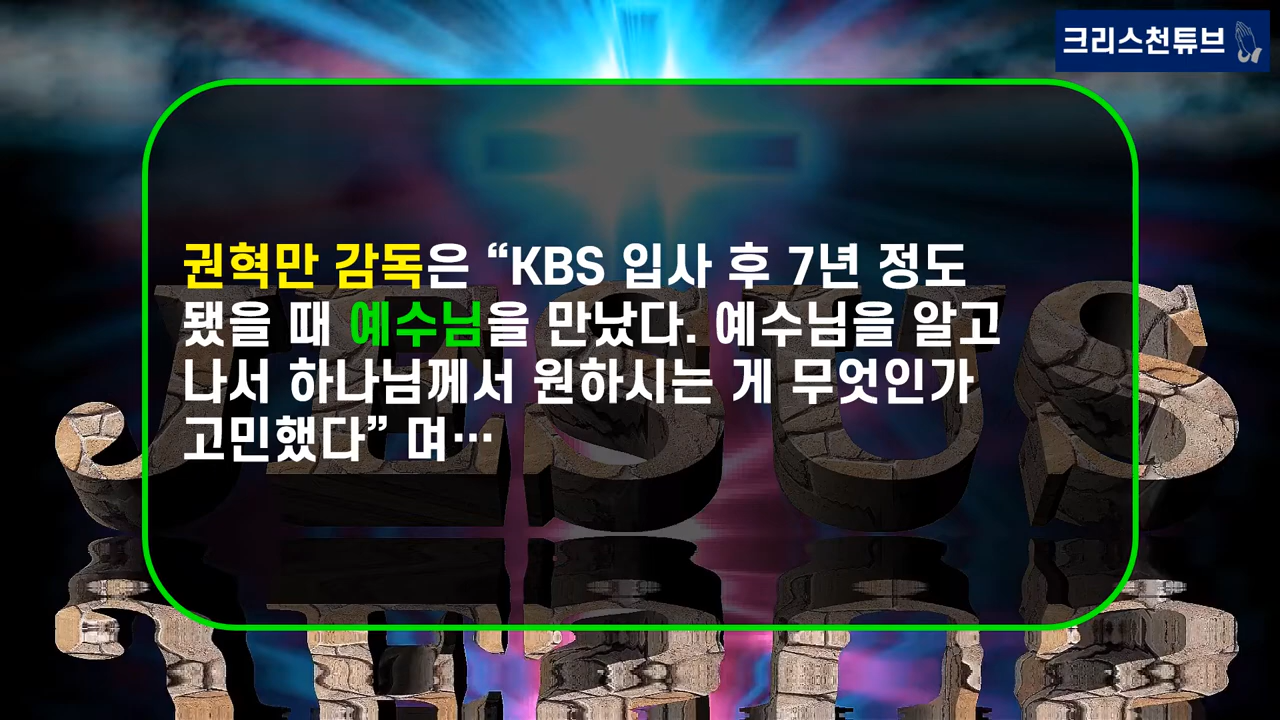 크리스천튜브
권혁만 감독은 “KBS 입사 후 7년 정도
됐을 때 예수님을 만났다. 예수님을 알고
나서 하나님께서 원하시는 게 무엇인가
고민했다” 며…
JESUS